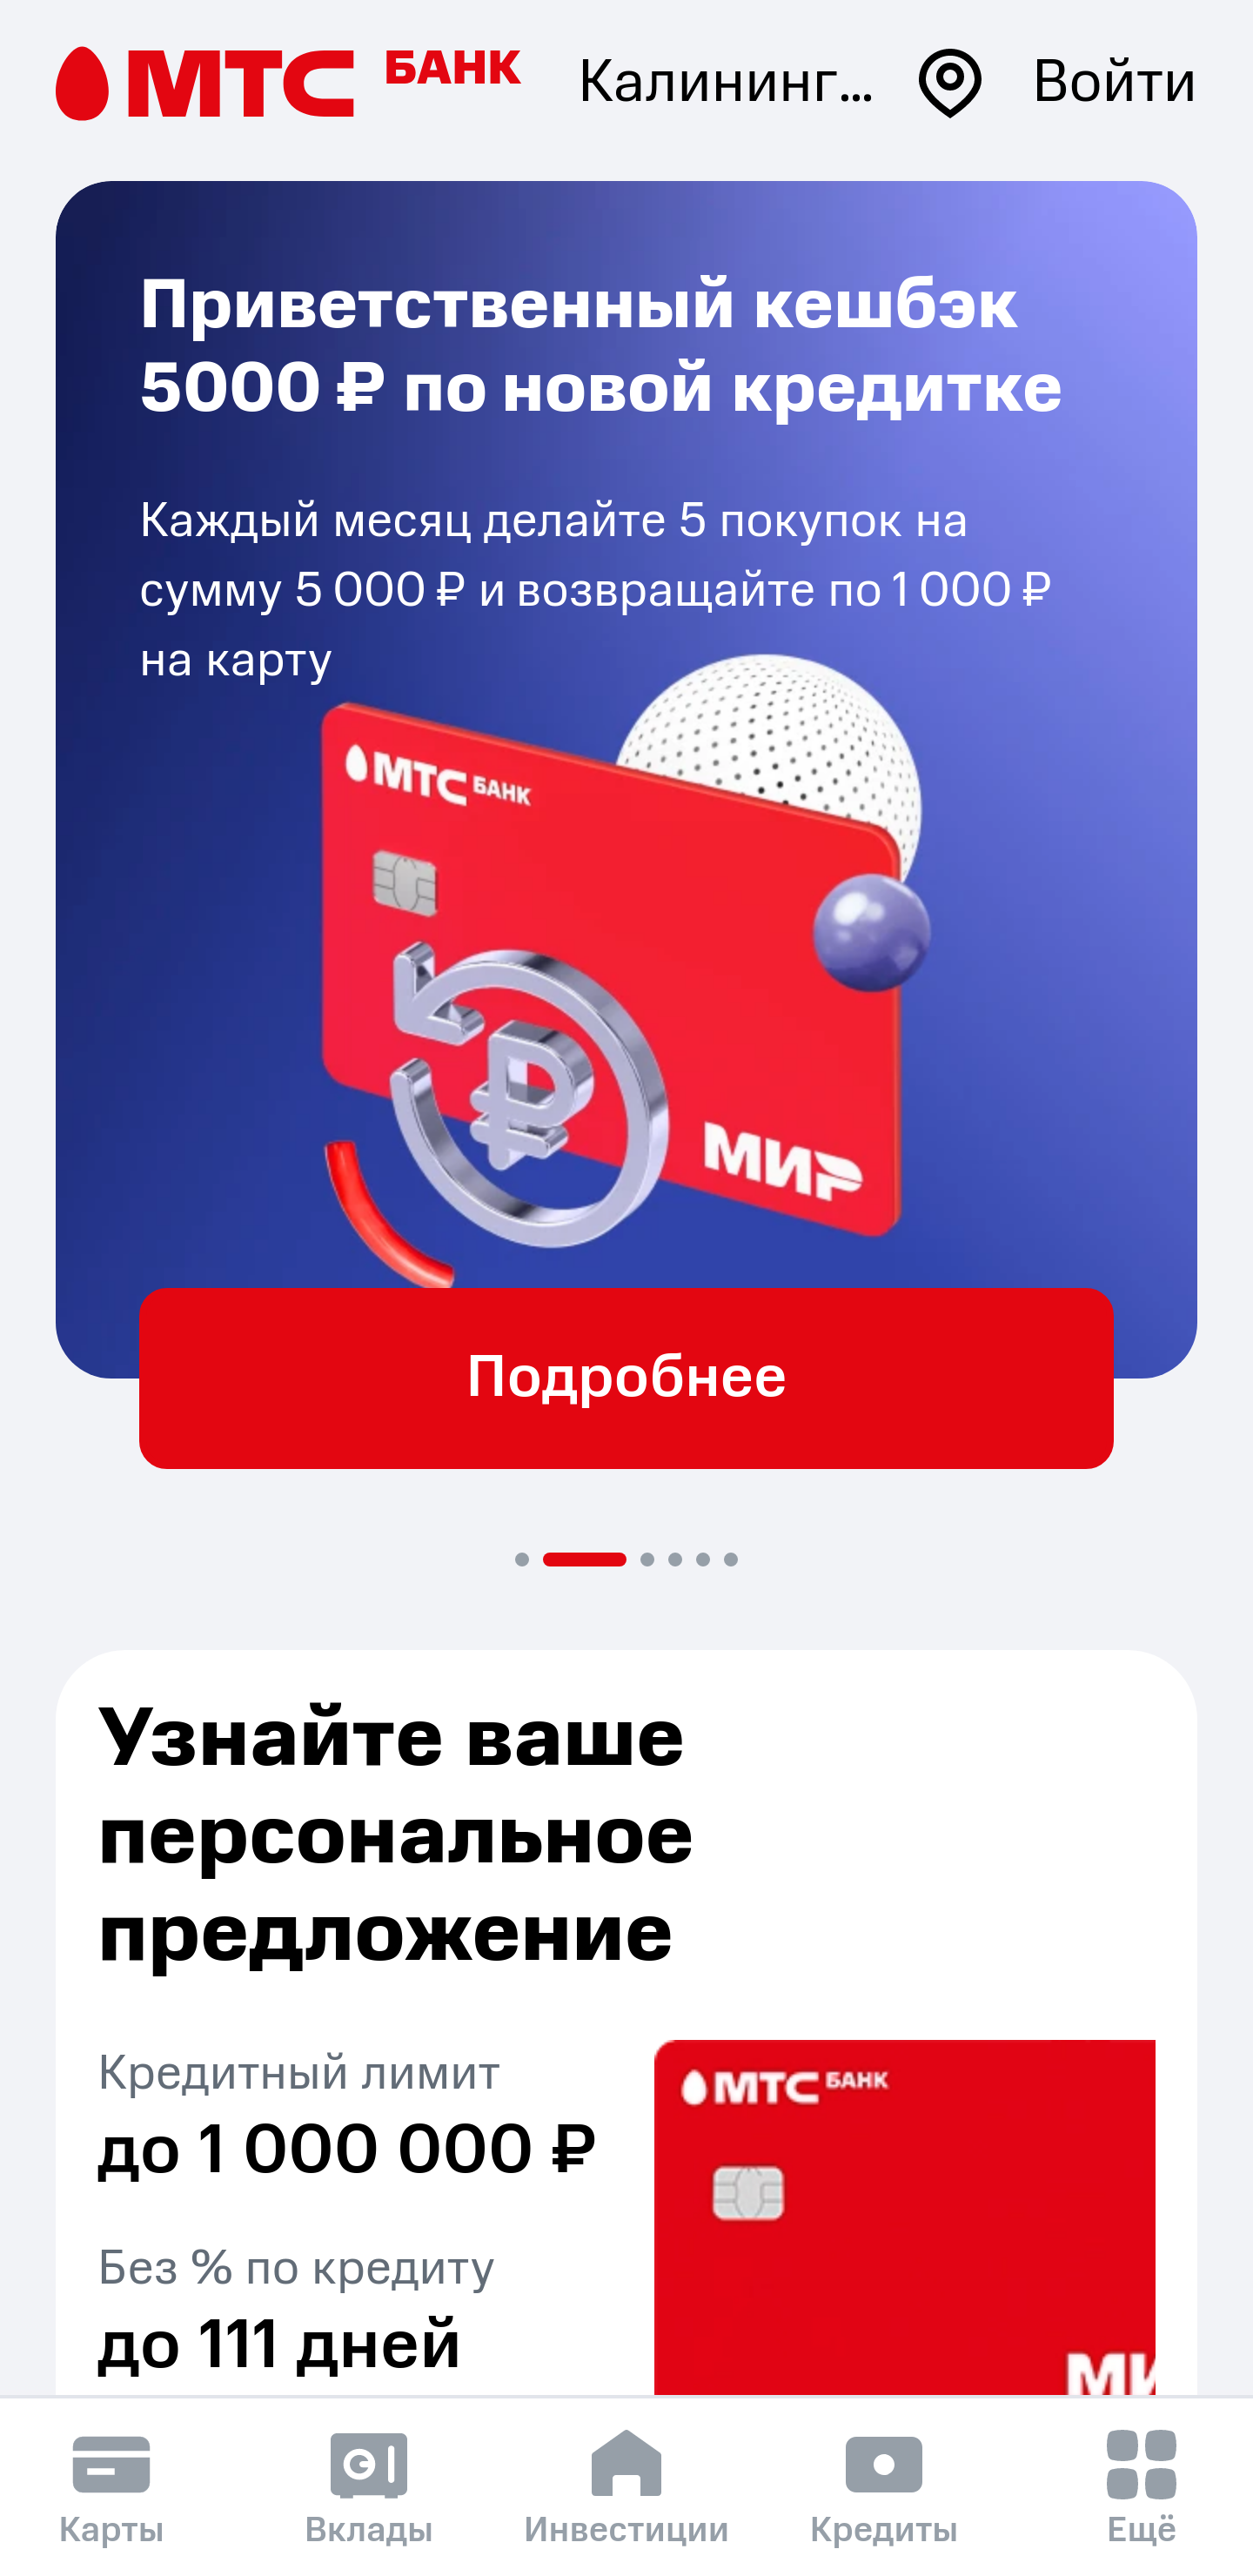 МТС БАНК
Калининг...
Войти
Приветственный кешбэк
5000 ₽ по новой кредитке
Каждый месяц делайте 5 покупок на
сумму 5 000 ₽ и возвращайте по 1 000 ₽
на карту
МТС БАНК
₽
МИР
Подробнее
Узнайте ваше
персональное
предложение
Кредитный лимит
до 1 000 000 ₽
Без % по кредиту
до 111 дней
МТС БАНК
МИ
Карты
Вклады
Инвестиции
Кредиты
Ещё